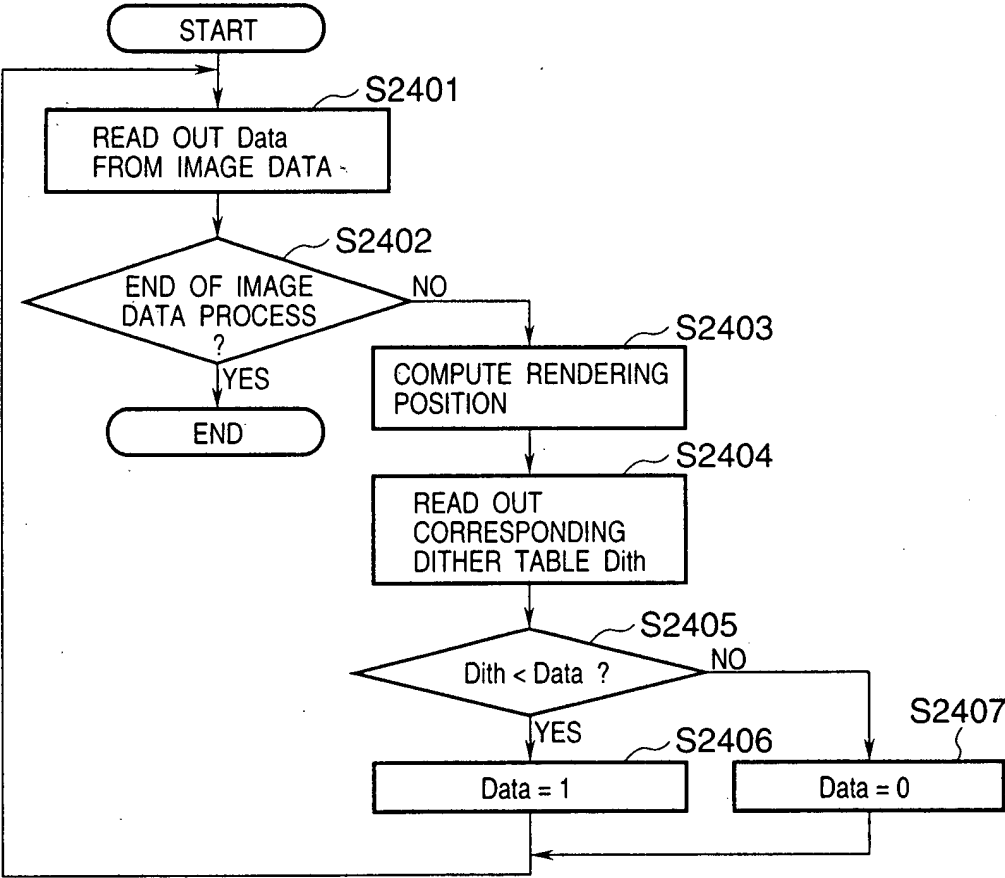 START
S2401
READ OUT Data
FROM IMAGE DATA
S2402
END OF IMAGE
DATA PROCESS
?
NO
YES
END
S2403
COMPUTE RENDERING
POSITION
S2404
READ OUT
CORRESPONDING
DITHER TABLE Dith
S2405
Dith < Data ?
NO
YES
S2406
Data = 1
S2407
Data = 0